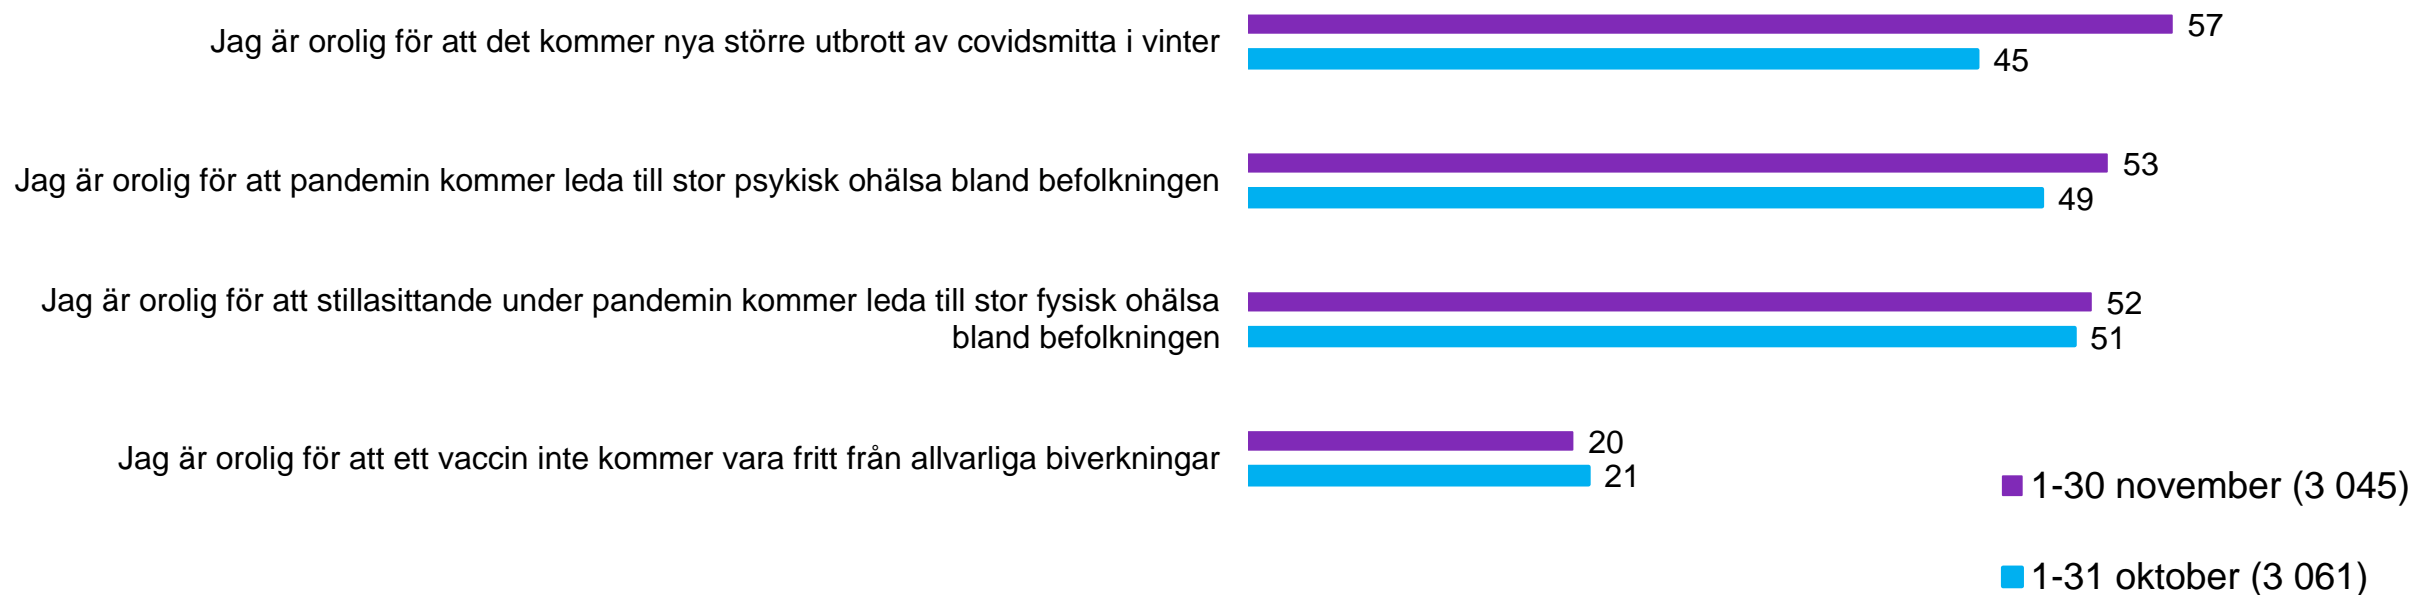 Jag är orolig för att det kommer nya större utbrott av covidsmitta i vinter
57
45
Jag är orolig för att pandemin kommer leda till stor psykisk ohälsa bland befolkningen
53
49
Jag är orolig för att stillasittande under pandemin kommer leda till stor fysisk ohälsa
bland befolkningen
52
51
Jag är orolig för att ett vaccin inte kommer vara fritt från allvarliga biverkningar
20
21
1-30 november (3 045)
1-31 oktober (3 061)